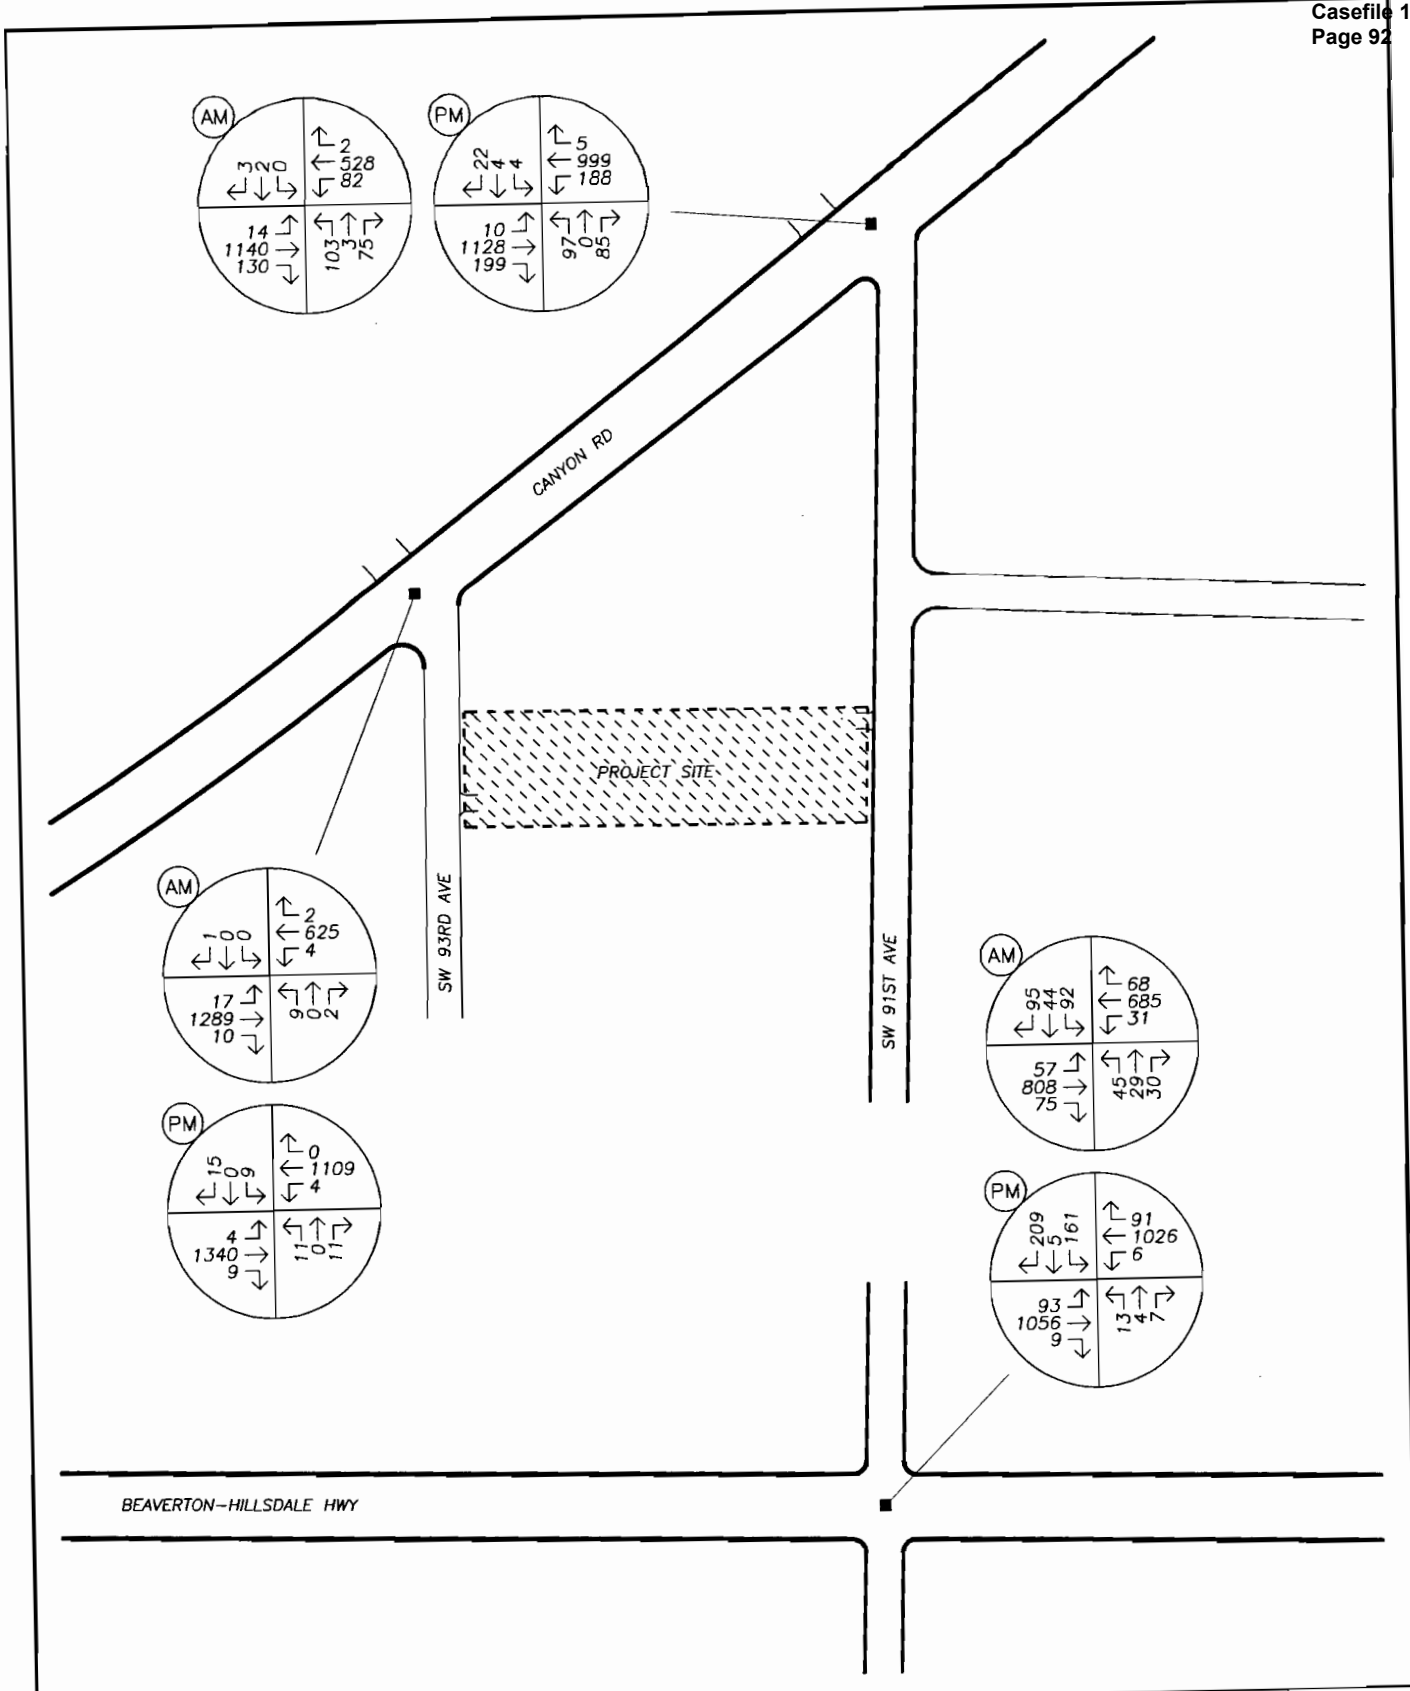 Casefile 1
Page 92
AM
3 2 0
2
528
82
14
1140
130
103 3 75
PM
22 4 4
5
999
188
10
1128
199
97 0 85
CANYON RD
PROJECT SITE
SW 93RD AVE
SW 91ST AVE
AM
1 0 0
2
625
4
17
1289
10
9 0 2
PM
15 0 9
0
1109
4
4
1340
9
11 0 11
AM
95 44 92
68
685
31
57
808
75
45 29 30
PM
209 5 161
91
1026
6
93
1056
9
13 4 7
BEAVERTON-HILLSDALE HWY